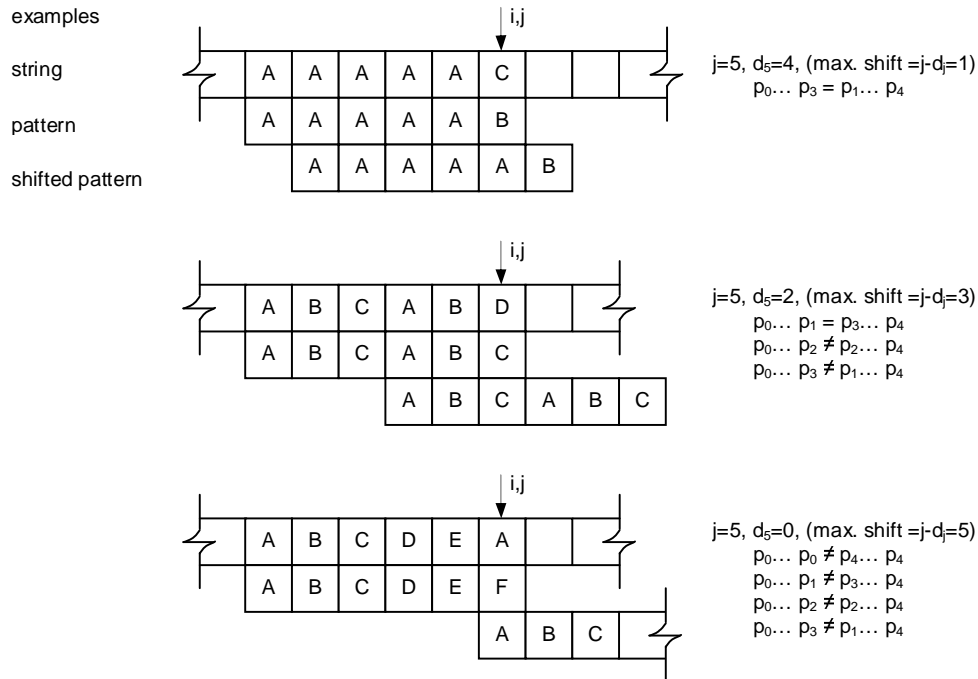 examples
i,j
string A A A A A C j=5, d5=4, (max. shift =j-dj=1)
p0... p3 = p1... p4
pattern A A A A A B
shifted pattern A A A A A B
i,j
A B C A B D j=5, d5=2, (max. shift =j-dj=3)
p0... p1 = p3... p4
A B C A B C p0... p2 ≠ p2... p4
p0... p3 ≠ p1... p4
A B C A B C
i,j
A B C D E A j=5, d5=0, (max. shift =j-dj=5)
p0... p0 ≠ p4... p4
p0... p1 ≠ p3... p4
A B C D E F p0... p2 ≠ p2... p4
p0... p3 ≠ p1... p4
A B C